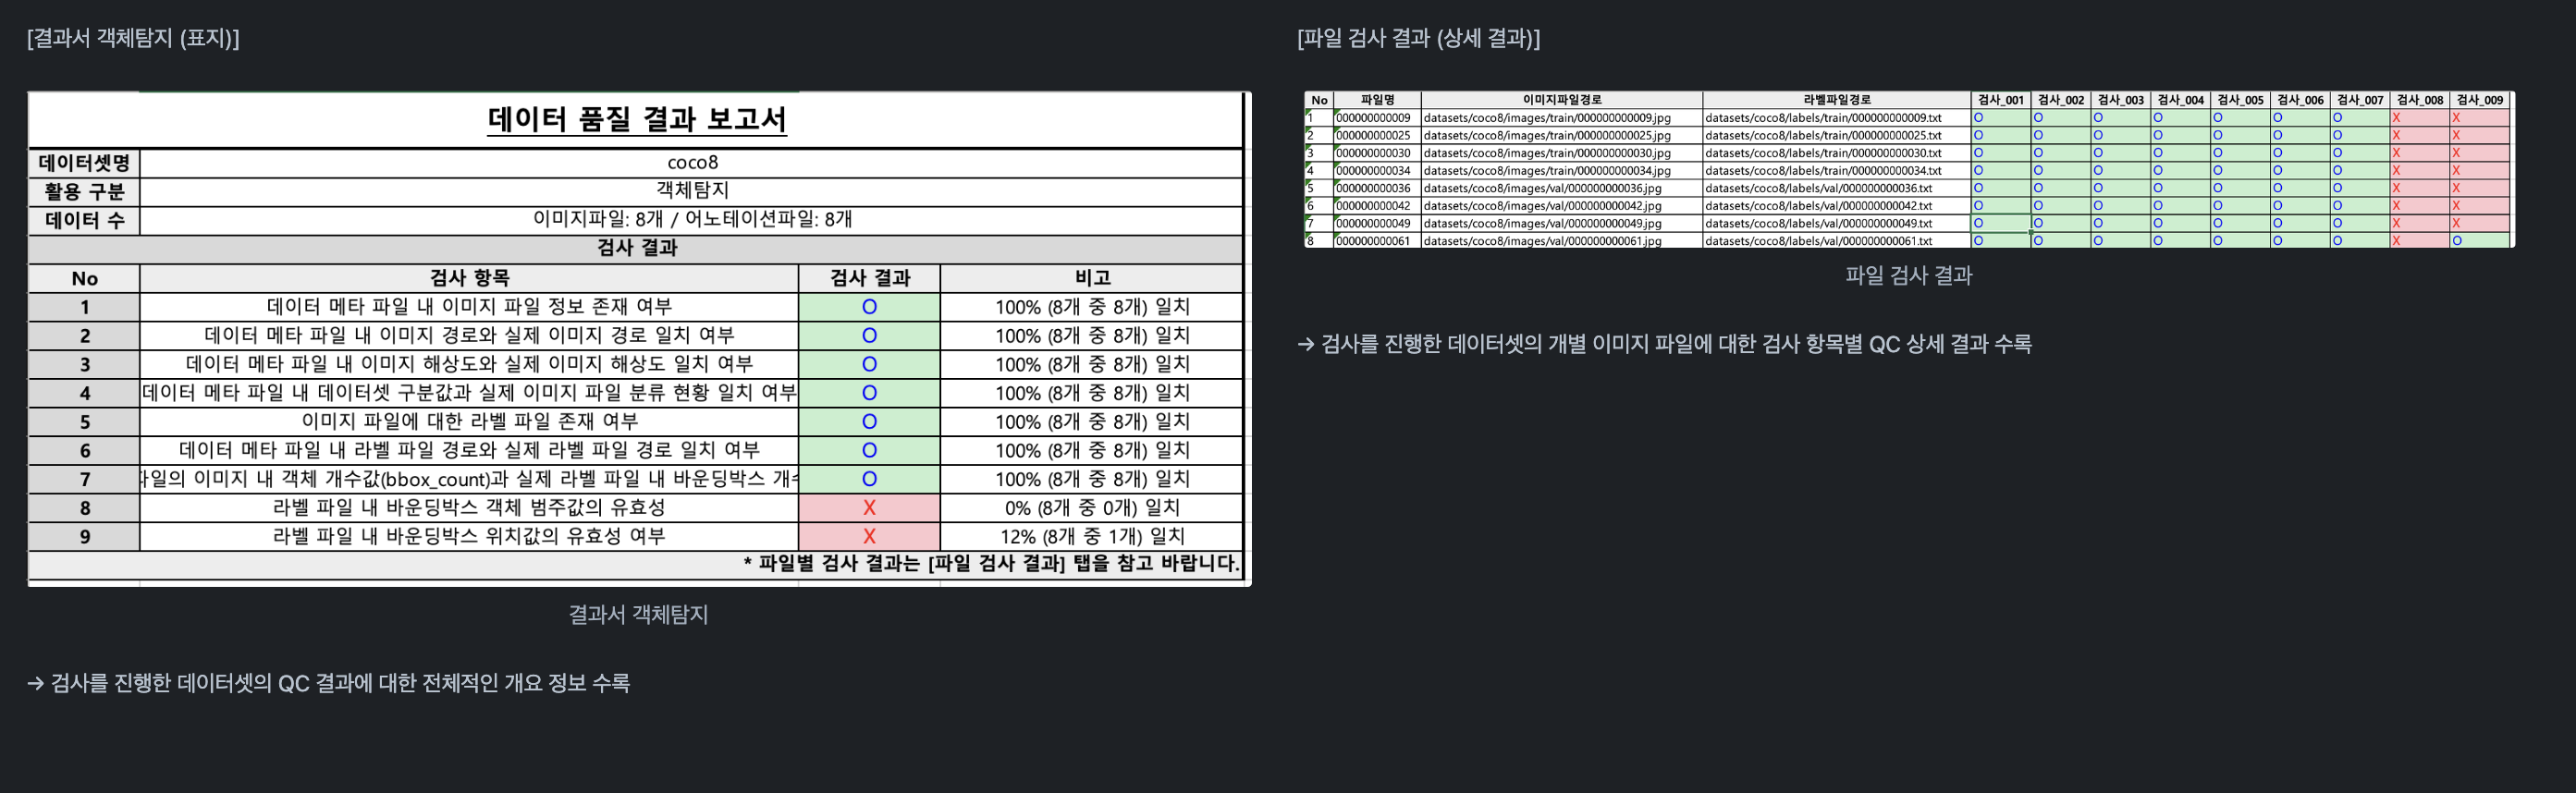 [결과서 객체탐지 (표지)]
데이터 품질 결과 보고서
데이터셋명 coco8
활용 구분 객체탐지
데이터 수 이미지파일: 8개 / 어노테이션파일: 8개
검사 결과
No 검사 항목 검사 결과 비고
1 데이터 메타 파일 내 이미지 파일 정보 존재 여부 O 100% (8개 중 8개) 일치
2 데이터 메타 파일 내 이미지 경로와 실제 이미지 경로 일치 여부 O 100% (8개 중 8개) 일치
3 데이터 메타 파일 내 이미지 해상도와 실제 이미지 해상도 일치 여부 O 100% (8개 중 8개) 일치
4 데이터 메타 파일 내 데이터셋 구분값과 실제 이미지 파일 분류 현황 일치 여부 O 100% (8개 중 8개) 일치
5 이미지 파일에 대한 라벨 파일 존재 여부 O 100% (8개 중 8개) 일치
6 데이터 메타 파일 내 라벨 파일 경로와 실제 라벨 파일 경로 일치 여부 O 100% (8개 중 8개) 일치
7 파일의 이미지 내 객체 개수값(bbox_count)과 실제 라벨 파일 내 바운딩박스 개수 O 100% (8개 중 8개) 일치
8 라벨 파일 내 바운딩박스 객체 범주값의 유효성 X 0% (8개 중 0개) 일치
9 라벨 파일 내 바운딩박스 위치값의 유효성 여부 X 12% (8개 중 1개) 일치
* 파일별 검사 결과는 [파일 검사 결과] 탭을 참고 바랍니다.
결과서 객체탐지
→ 검사를 진행한 데이터셋의 QC 결과에 대한 전체적인 개요 정보 수록
[파일 검사 결과 (상세 결과)]
No 파일명 이미지파일경로 라벨파일경로 검사_001 검사_002 검사_003 검사_004 검사_005 검사_006 검사_007 검사_008 검사_009
1 000000000009 datasets/coco8/images/train/000000000009.jpg datasets/coco8/labels/train/000000000009.txt O O O O O O O X X
2 000000000025 datasets/coco8/images/train/000000000025.jpg datasets/coco8/labels/train/000000000025.txt O O O O O O O X X
3 000000000030 datasets/coco8/images/train/000000000030.jpg datasets/coco8/labels/train/000000000030.txt O O O O O O O X X
4 000000000034 datasets/coco8/images/train/000000000034.jpg datasets/coco8/labels/train/000000000034.txt O O O O O O O X X
5 000000000036 datasets/coco8/images/val/000000000036.jpg datasets/coco8/labels/val/000000000036.txt O O O O O O O X X
6 000000000042 datasets/coco8/images/val/000000000042.jpg datasets/coco8/labels/val/000000000042.txt O O O O O O O X X
7 000000000049 datasets/coco8/images/val/000000000049.jpg datasets/coco8/labels/val/000000000049.txt O O O O O O O X X
8 000000000061 datasets/coco8/images/val/000000000061.jpg datasets/coco8/labels/val/000000000061.txt O O O O O O O X O
파일 검사 결과
→ 검사를 진행한 데이터셋의 개별 이미지 파일에 대한 검사 항목별 QC 상세 결과 수록